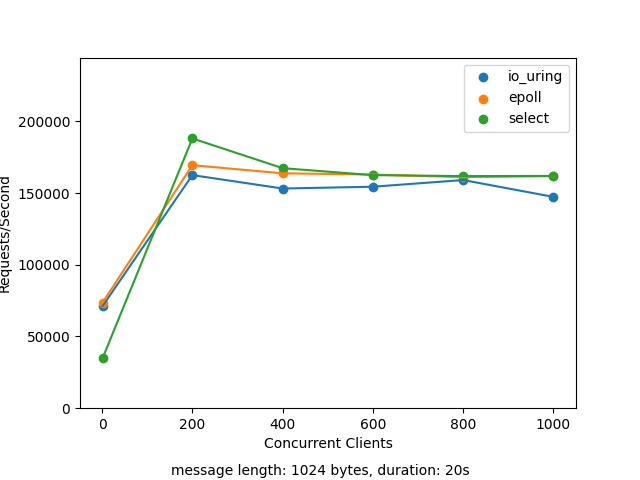 io_uring
epoll
select
200000
150000
100000
50000
0
Requests/Second
0 200 400 600 800 1000
Concurrent Clients
message length: 1024 bytes, duration: 20s